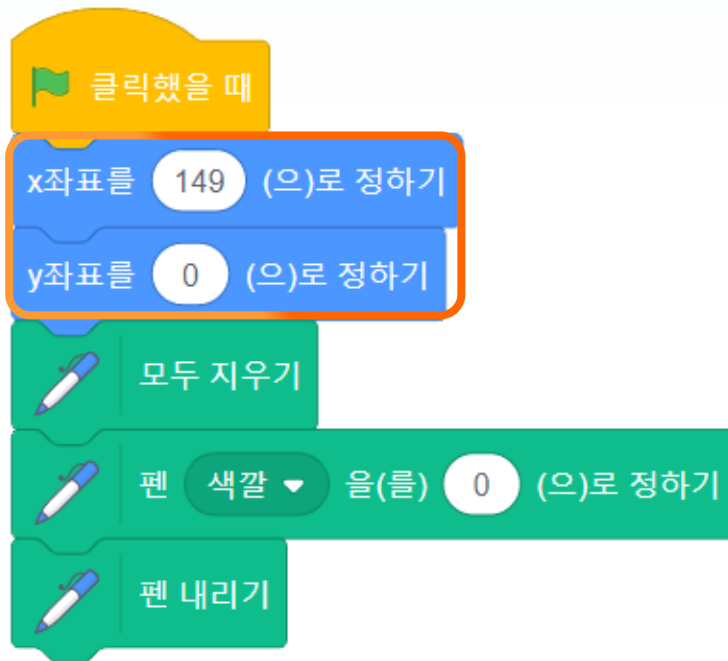 클릭했을 때
x좌표를 149 (으)로 정하기
y좌표를 0 (으)로 정하기
모두 지우기
펜 색깔 을(를) 0 (으)로 정하기
펜 내리기